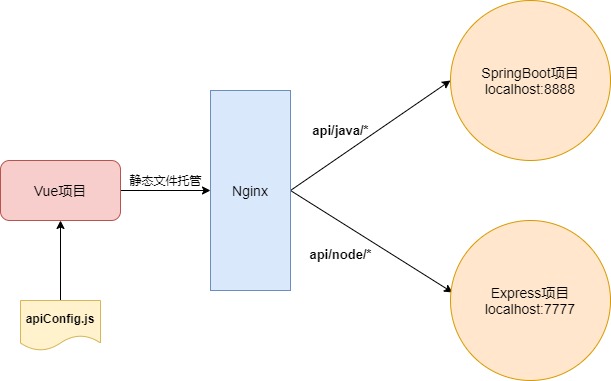 SpringBoot项目
localhost:8888
api/java/*
静态文件托管
Vue项目
Nginx
api/node/*
Express项目
localhost:7777
apiConfig.js